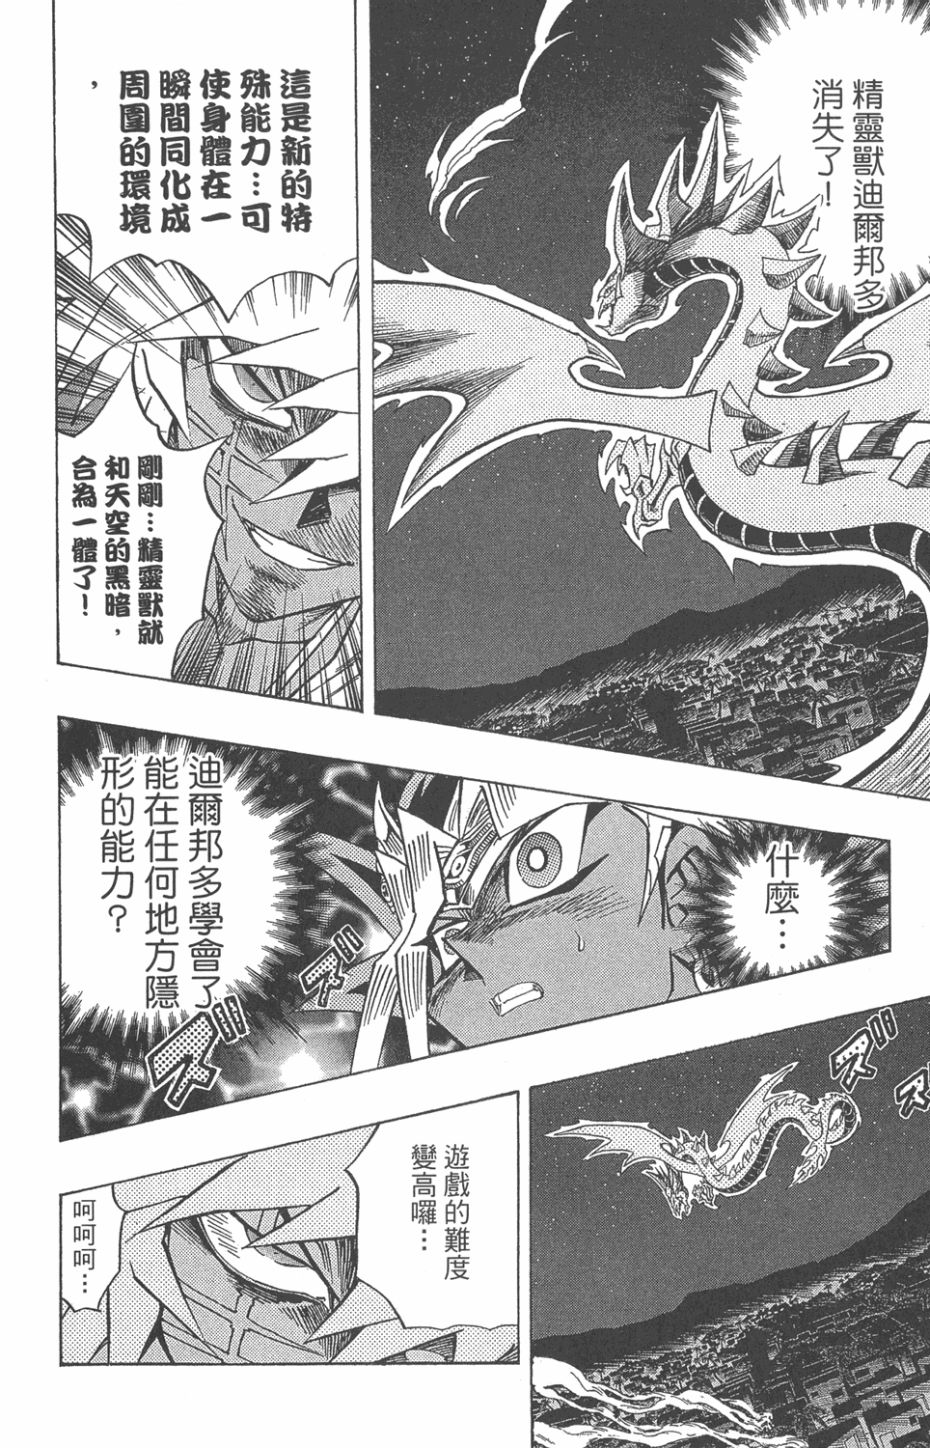 精靈獸迪爾邦多
消失了！
這是新的特
殊能力…可
使身體在一
瞬間同化成
周圍的環境
，
剛剛…精靈獸就
和天空的黑暗，
合為一體了！
什麼…
迪爾邦多學會了
能在任何地方隱
形的能力？
ズ
ズ
ズ
ズ
遊戲的難度
變高囉…
呵呵呵…